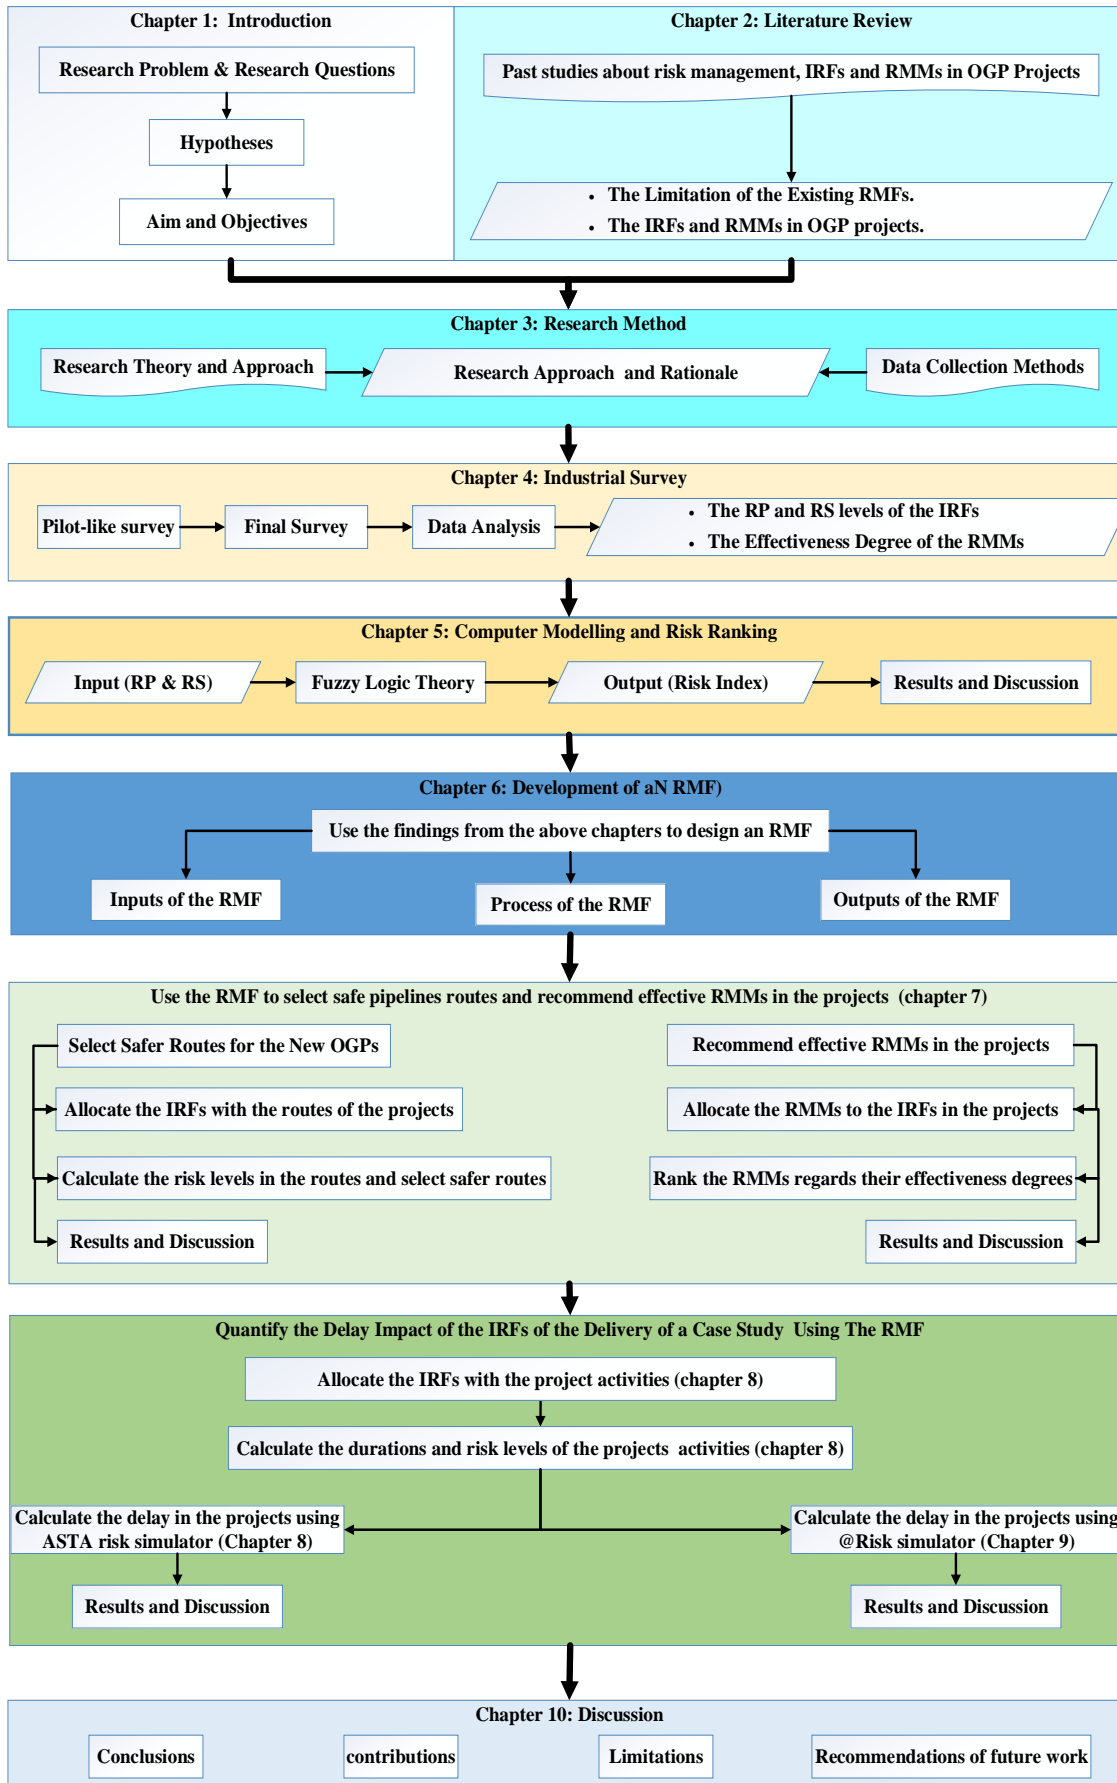 Chapter 1: Introduction
Research Problem & Research Questions
Hypotheses
Aim and Objectives
Chapter 2: Literature Review
Past studies about risk management, IRFs and RMMs in OGP Projects
• The Limitation of the Existing RMFs.
• The IRFs and RMMs in OGP projects.
Chapter 3: Research Method
Research Theory and Approach
Research Approach and Rationale
Data Collection Methods
Chapter 4: Industrial Survey
Pilot-like survey
Final Survey
Data Analysis
• The RP and RS levels of the IRFs
• The Effectiveness Degree of the RMMs
Chapter 5: Computer Modelling and Risk Ranking
Input (RP & RS)
Fuzzy Logic Theory
Output (Risk Index)
Results and Discussion
Chapter 6: Development of aN RMF)
Use the findings from the above chapters to design an RMF
Inputs of the RMF
Process of the RMF
Outputs of the RMF
Use the RMF to select safe pipelines routes and recommend effective RMMs in the projects (chapter 7)
Select Safer Routes for the New OGPs
Allocate the IRFs with the routes of the projects
Calculate the risk levels in the routes and select safer routes
Results and Discussion
Recommend effective RMMs in the projects
Allocate the RMMs to the IRFs in the projects
Rank the RMMs regards their effectiveness degrees
Results and Discussion
Quantify the Delay Impact of the IRFs of the Delivery of a Case Study Using The RMF
Allocate the IRFs with the project activities (chapter 8)
Calculate the durations and risk levels of the projects activities (chapter 8)
Calculate the delay in the projects using
ASTA risk simulator (Chapter 8)
Results and Discussion
Calculate the delay in the projects using
@Risk simulator (Chapter 9)
Results and Discussion
Chapter 10: Discussion
Conclusions
contributions
Limitations
Recommendations of future work